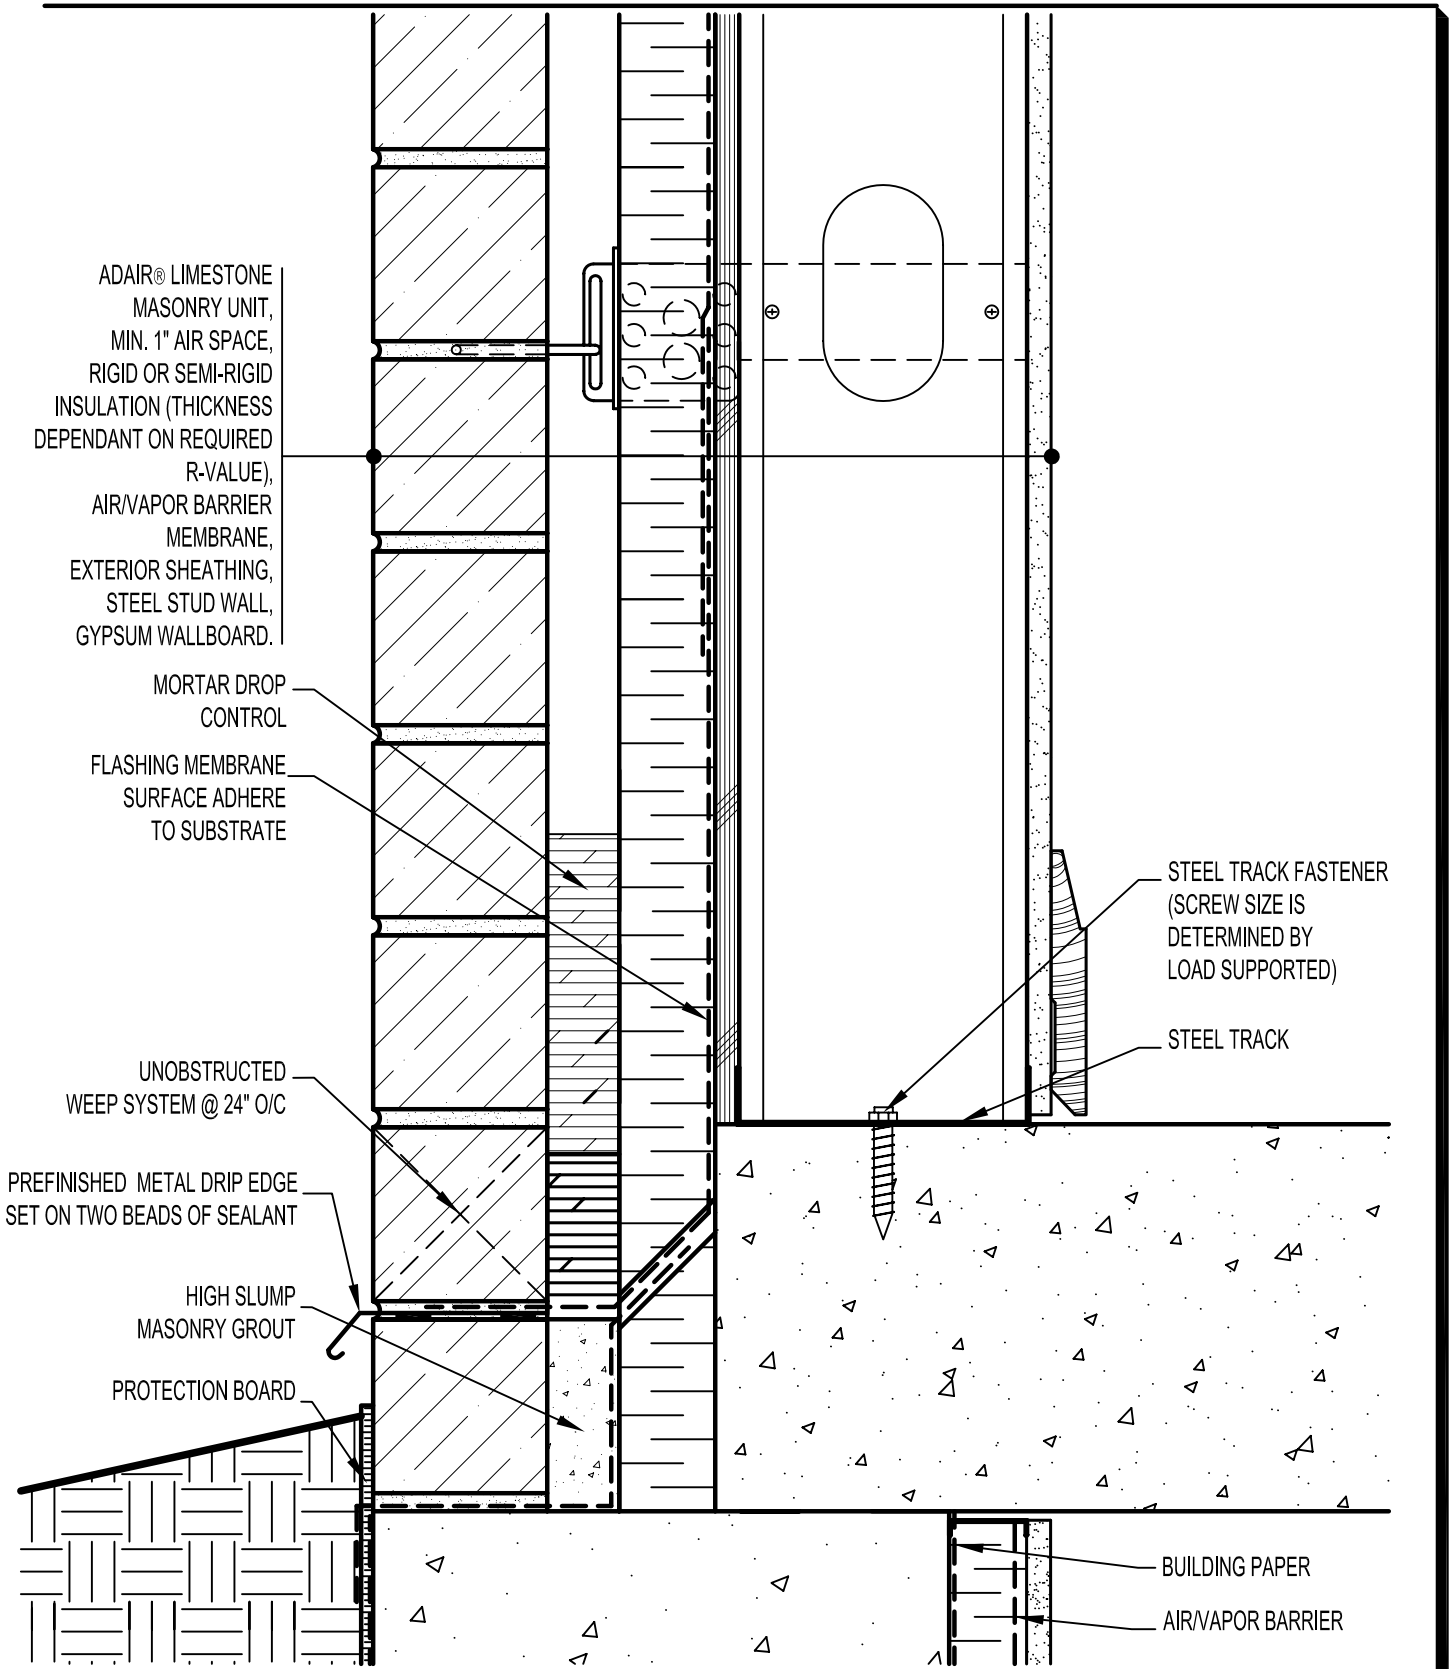 ADAIR® LIMESTONE
MASONRY UNIT,
MIN. 1" AIR SPACE,
RIGID OR SEMI-RIGID
INSULATION (THICKNESS
DEPENDANT ON REQUIRED
R-VALUE),
AIR/VAPOR BARRIER
MEMBRANE,
EXTERIOR SHEATHING,
STEEL STUD WALL,
GYPSUM WALLBOARD.
MORTAR DROP
CONTROL
FLASHING MEMBRANE
SURFACE ADHERE
TO SUBSTRATE
UNOBSTRUCTED
WEEP SYSTEM @ 24" O/C
PREFINISHED METAL DRIP EDGE
SET ON TWO BEADS OF SEALANT
HIGH SLUMP
MASONRY GROUT
PROTECTION BOARD
STEEL TRACK FASTENER
(SCREW SIZE IS
DETERMINED BY
LOAD SUPPORTED)
STEEL TRACK
BUILDING PAPER
AIR/VAPOR BARRIER